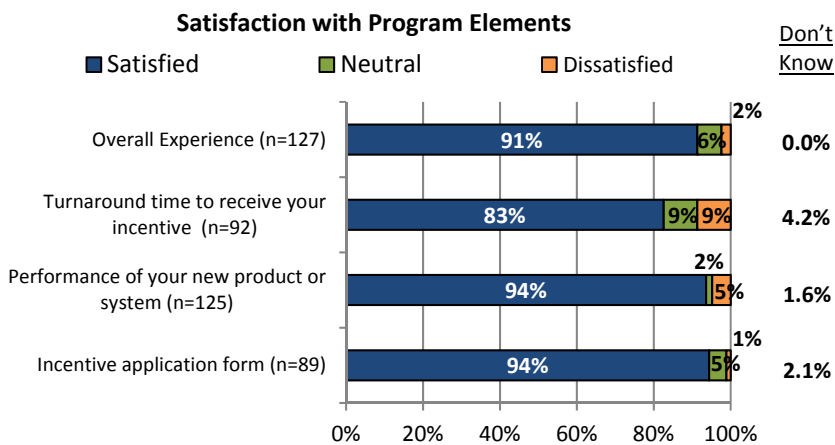 Satisfaction with Program Elements
Satisfied Neutral Dissatisfied
Don’t
Know
2%
Overall Experience (n=127) 91% 6% 0.0%
Turnaround time to receive your
incentive  (n=92) 83% 9% 9% 4.2%
2%
Performance of your new product or
system (n=125) 94% 5% 1.6%
1%
Incentive application form (n=89) 94% 5% 2.1%
0% 20% 40% 60% 80% 100%